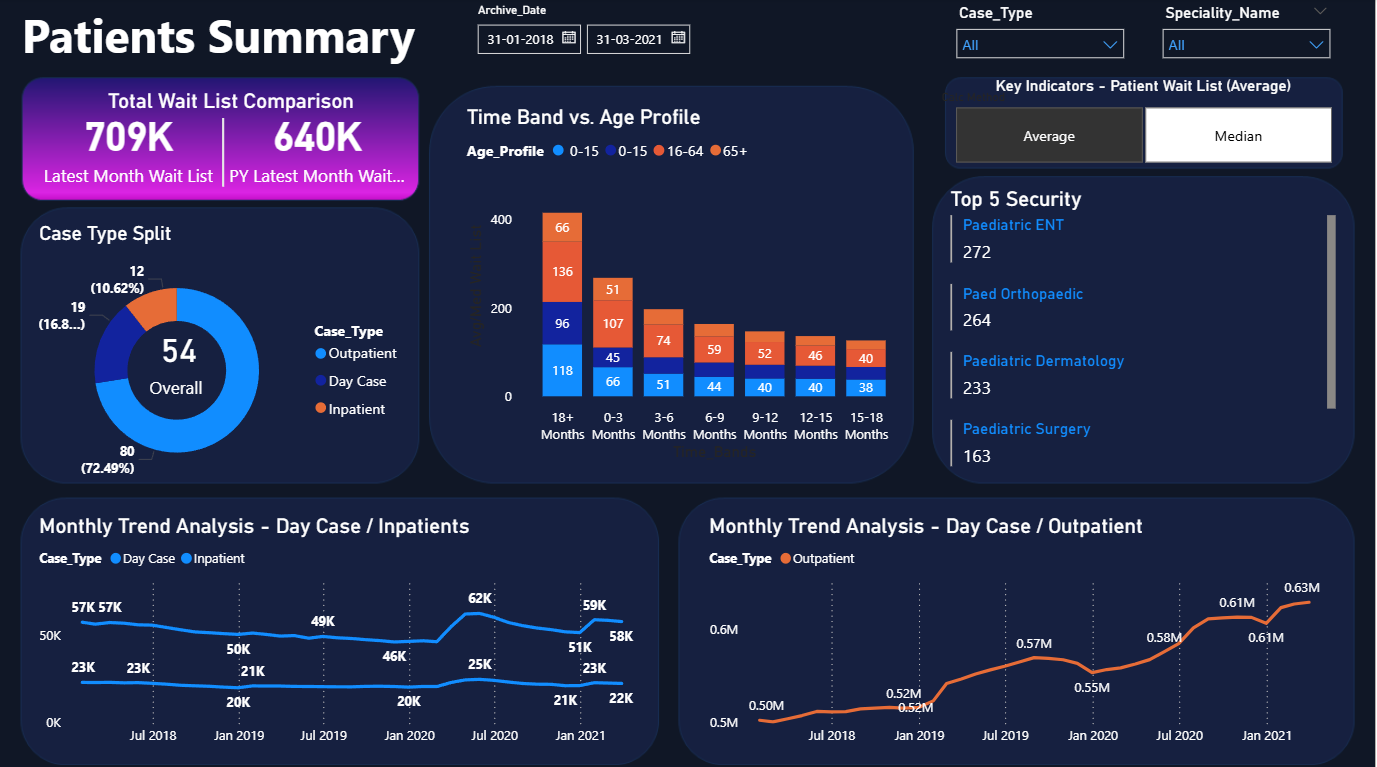 Patients Summary
Archive_Date
31-01-2018 31-03-2021
Case_Type
All
Speciality_Name
All
Total Wait List Comparison
709K 640K
Latest Month Wait List PY Latest Month Wait...
Key Indicators - Patient Wait List (Average)
Average Median
Case Type Split
12
(10.62%)
19
(16.8...)
54
Overall
80
(72.49%)
Case_Type
Outpatient
Day Case
Inpatient
Time Band vs. Age Profile
Age_Profile 0-15 0-15 16-64 65+
400
200
0
66
136
96
118
51
107
45
66
74
51
59
44
52
40
46
40
40
38
18+ 0-3 3-6 6-9 9-12 12-15 15-18
Months Months Months Months Months Months Months
Top 5 Security
Paediatric ENT
272
Paed Orthopaedic
264
Paediatric Dermatology
233
Paediatric Surgery
163
Monthly Trend Analysis - Day Case / Inpatients
Case_Type Day Case Inpatient
50K
0K
57K 57K 50K 49K 46K 62K 51K 59K 58K
23K 23K 20K 21K 20K 25K 21K 23K 22K
Jul 2018 Jan 2019 Jul 2019 Jan 2020 Jul 2020 Jan 2021
Monthly Trend Analysis - Day Case / Outpatient
Case_Type Outpatient
0.6M
0.5M
0.50M 0.52M 0.52M 0.57M 0.55M 0.58M 0.61M 0.61M 0.63M
Jul 2018 Jan 2019 Jul 2019 Jan 2020 Jul 2020 Jan 2021